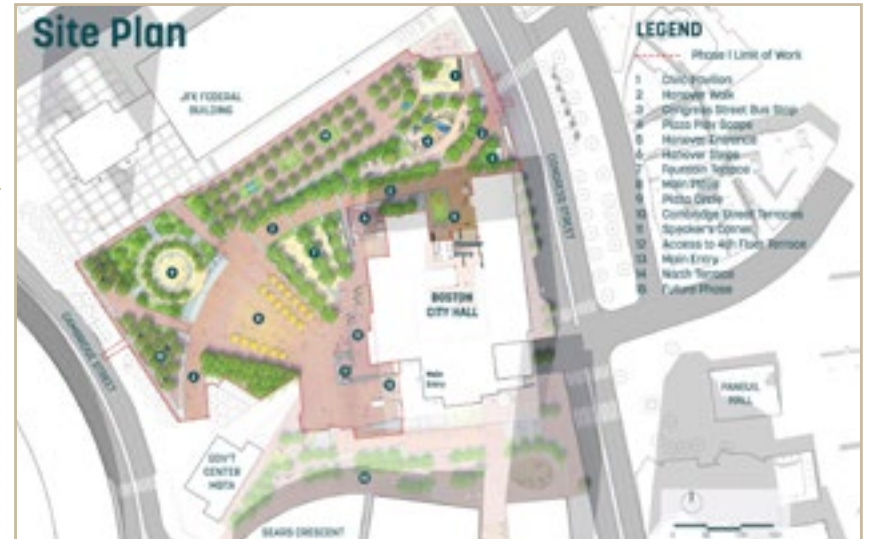 Site Plan
LEGEND
Phase 1 Limit of Work
1 Civic Pavilion
2 Hanover Walk
3 Congress Street Bus Stop
4 Plaza Play Scape
5 Hanover Entrance
6 Hanover Steps
7 Fountain Terrace
8 Main Plaza
9 Plaza Circle
10 Cambridge Street Terraces
11 Speaker's Corner
12 Access to 4th Floor Terrace
13 Main Entry
14 North Terrace
15 Future Phase
JFK FEDERAL
BUILDING
CONGRESS STREET
BOSTON
CITY HALL
Main
Entry
CAMBRIDGE STREET
FANEUIL
HALL
GOV'T
CENTER
MBTA
SEARS CRESCENT